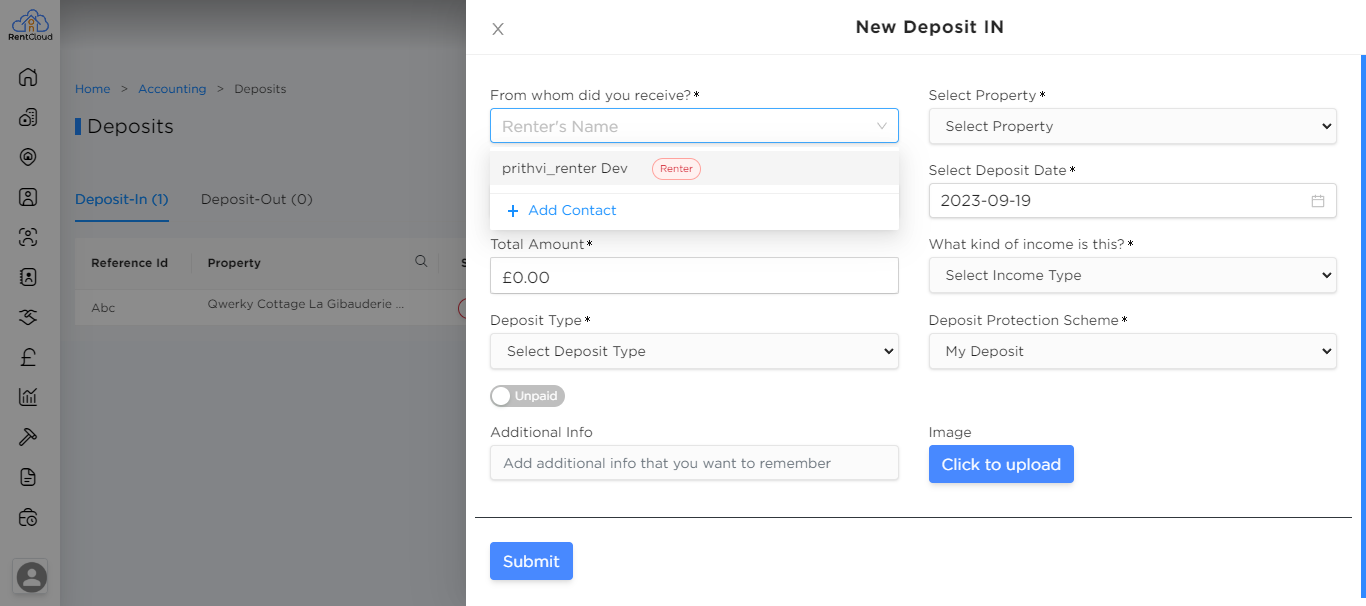 RentCloud
Home > Accounting > Deposits
Deposits
Deposit-In (1) Deposit-Out (0)
Reference Id Property S
Abc Qwerky Cottage La Gibauderie ...
New Deposit IN
From whom did you receive?*
Renter's Name
prithvi_renter Dev Renter
+ Add Contact
Select Property*
Select Property
Select Deposit Date*
2023-09-19
Total Amount*
£0.00
What kind of income is this?*
Select Income Type
Deposit Type*
Select Deposit Type
Deposit Protection Scheme*
My Deposit
Unpaid
Additional Info
Add additional info that you want to remember
Image
Click to upload
Submit